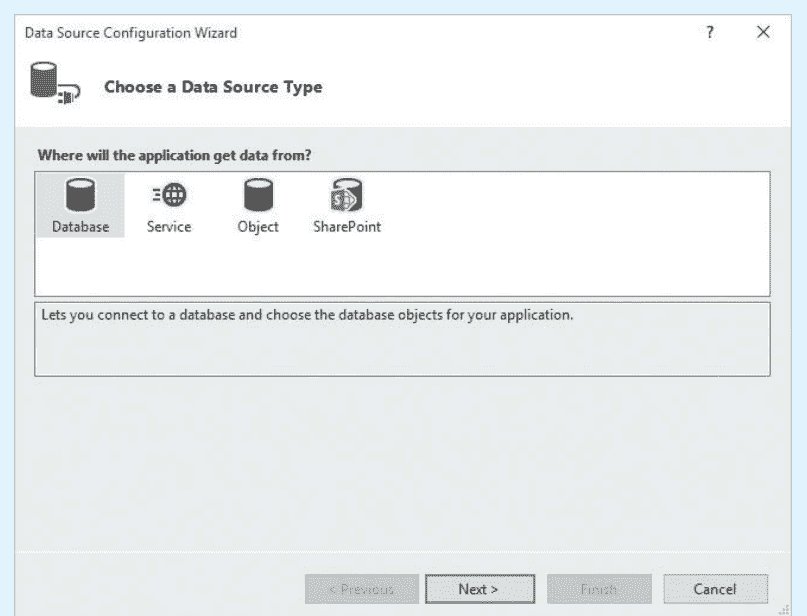 Data Source Configuration Wizard ?
Choose a Data Source Type
Where will the application get data from?
Database Service Object SharePoint
Lets you connect to a database and choose the database objects for your application.
< Previous Next > Finish Cancel